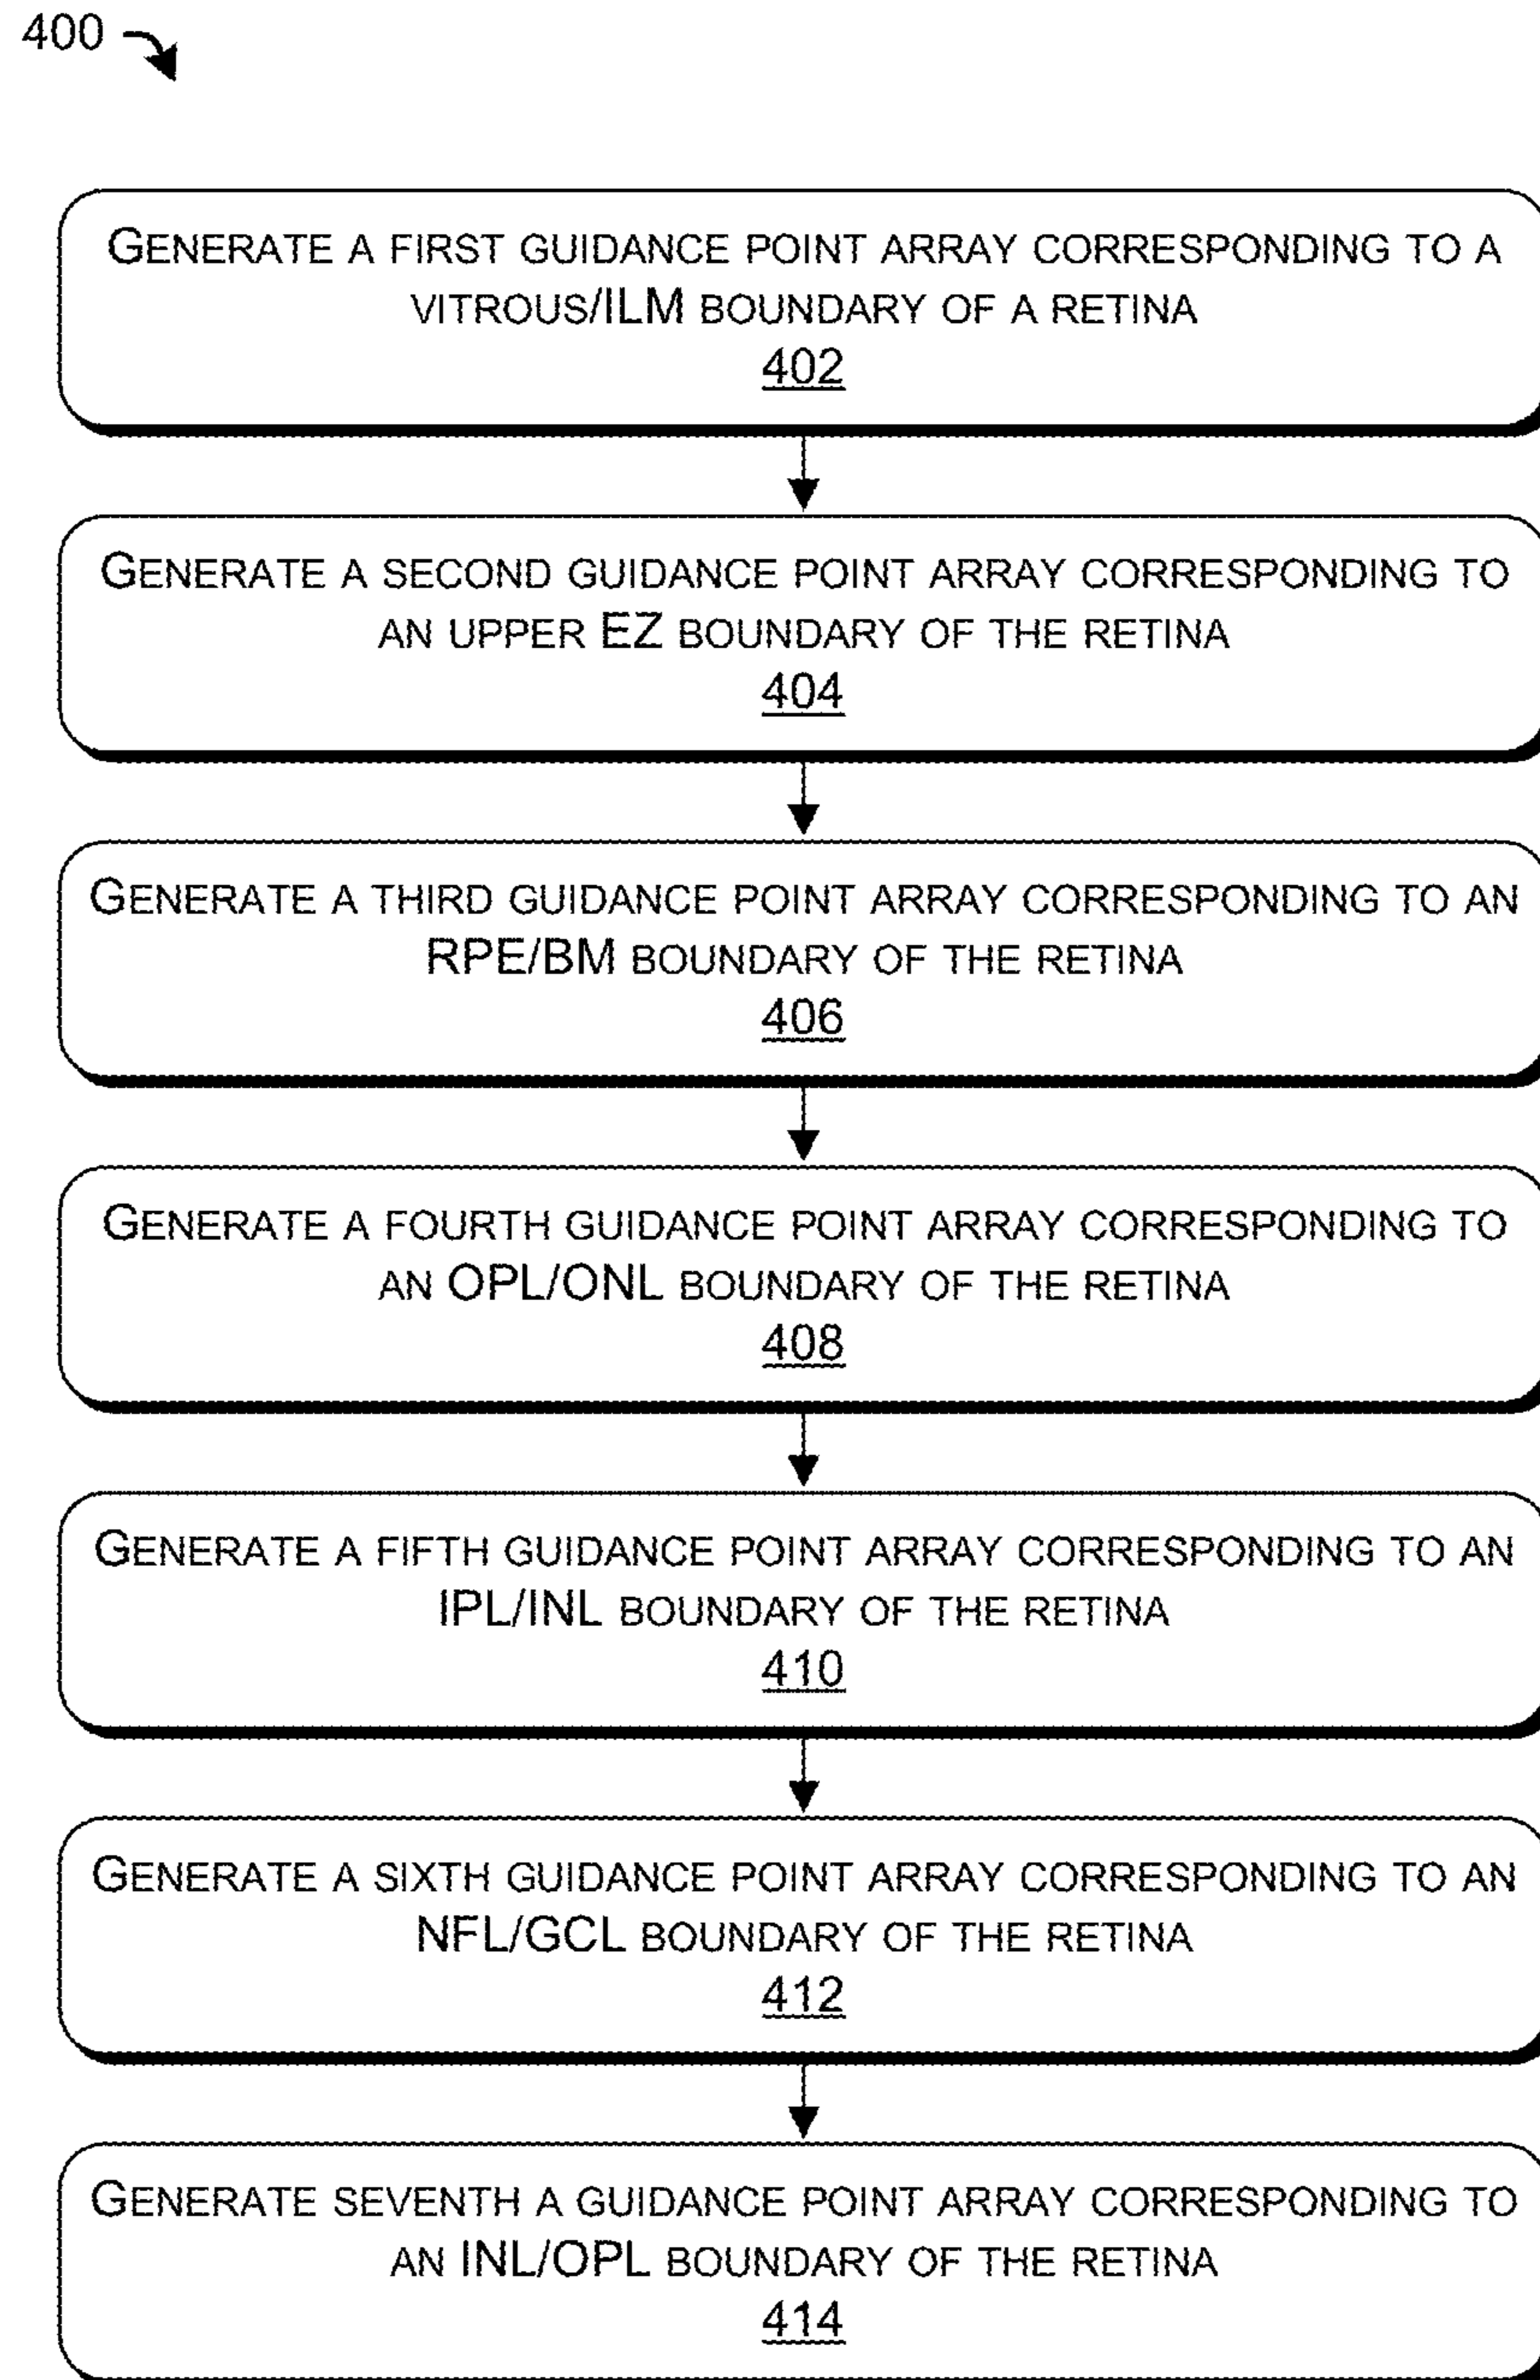 400
GENERATE A FIRST GUIDANCE POINT ARRAY CORRESPONDING TO A
VITROUS/ILM BOUNDARY OF A RETINA
402
GENERATE A SECOND GUIDANCE POINT ARRAY CORRESPONDING TO
AN UPPER EZ BOUNDARY OF THE RETINA
404
GENERATE A THIRD GUIDANCE POINT ARRAY CORRESPONDING TO AN
RPE/BM BOUNDARY OF THE RETINA
406
GENERATE A FOURTH GUIDANCE POINT ARRAY CORRESPONDING TO
AN OPL/ONL BOUNDARY OF THE RETINA
408
GENERATE A FIFTH GUIDANCE POINT ARRAY CORRESPONDING TO AN
IPL/INL BOUNDARY OF THE RETINA
410
GENERATE A SIXTH GUIDANCE POINT ARRAY CORRESPONDING TO AN
NFL/GCL BOUNDARY OF THE RETINA
412
GENERATE SEVENTH A GUIDANCE POINT ARRAY CORRESPONDING TO
AN INL/OPL BOUNDARY OF THE RETINA
414